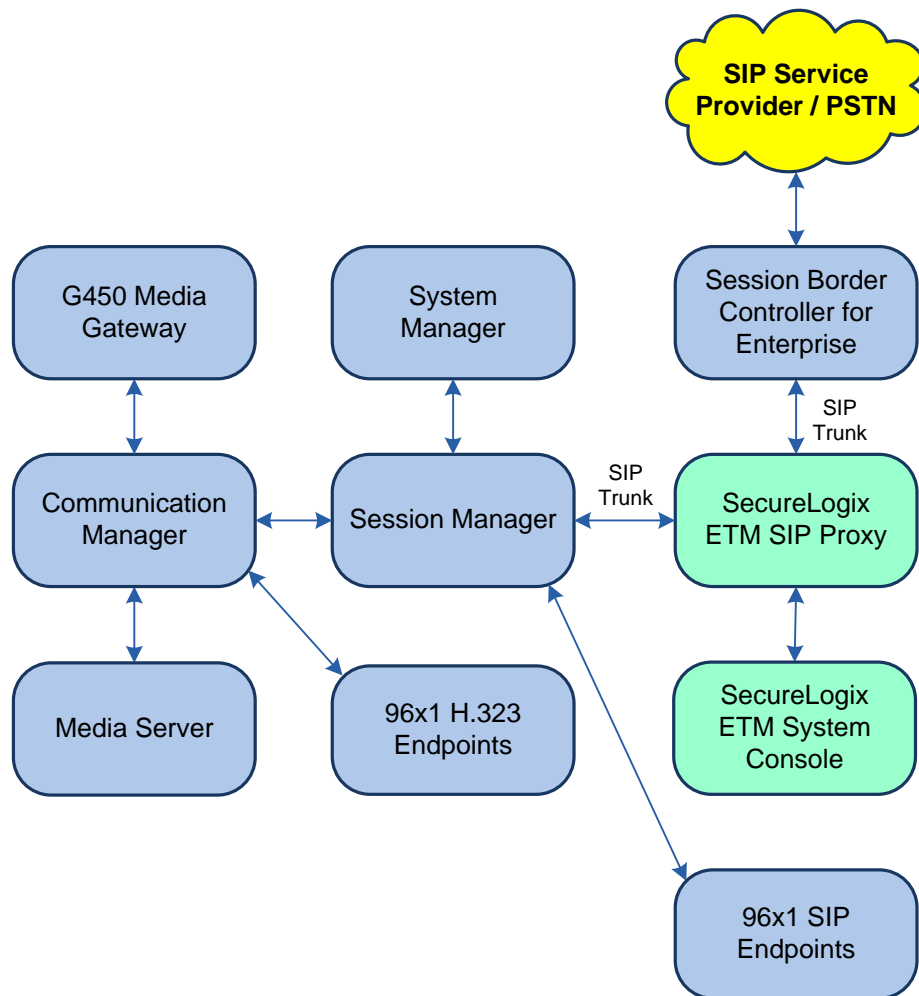 SIP Service
Provider / PSTN
G450 Media
Gateway
System
Manager
Session Border
Controller for
Enterprise
SIP
Trunk
Communication
Manager
Session Manager
SIP
Trunk
SecureLogix
ETM SIP Proxy
Media Server
96x1 H.323
Endpoints
SecureLogix
ETM System
Console
96x1 SIP
Endpoints